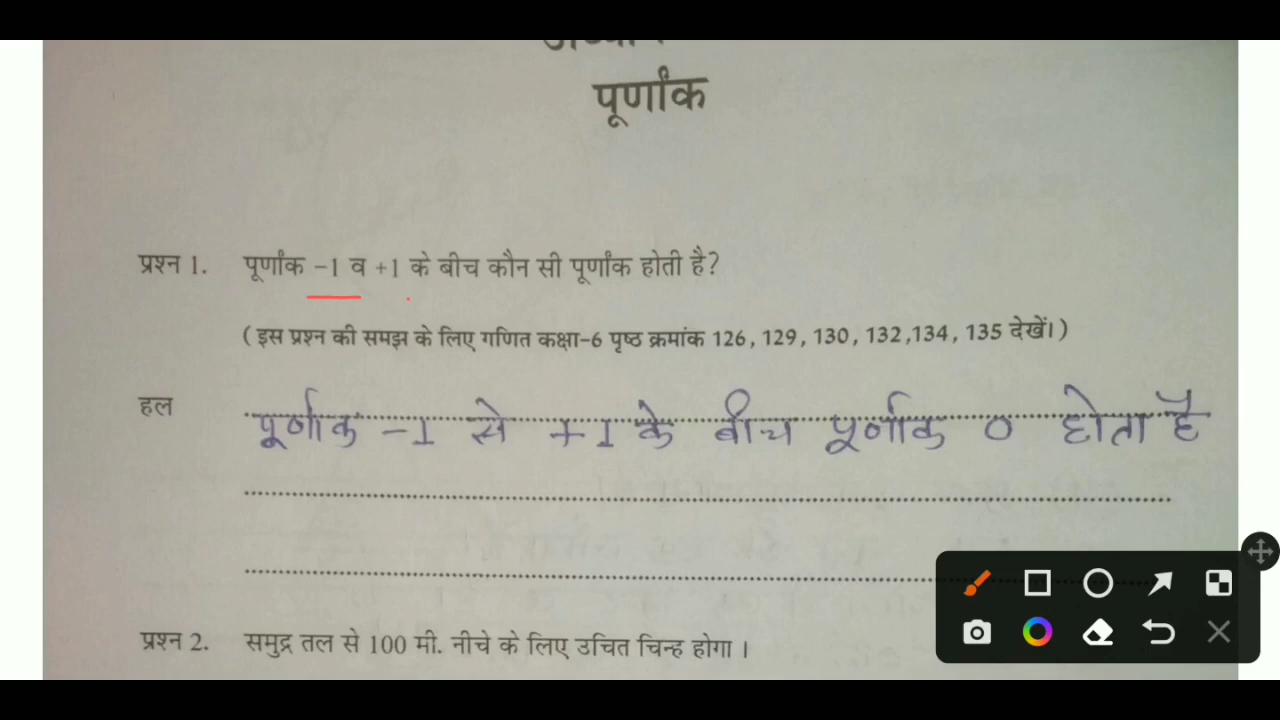 पूर्णांक
प्रश्न 1. पूर्णांक -1 व +1 के बीच कौन सी पूर्णांक होती है?
( इस प्रश्न की समझ के लिए गणित कक्षा-6 पृष्ठ क्रमांक 126, 129, 130, 132,134, 135 देखें। )
हल पूर्णांक -1 से +1 के बीच पूर्णांक 0 होता है
प्रश्न 2. समुद्र तल से 100 मी. नीचे के लिए उचित चिन्ह होगा ।